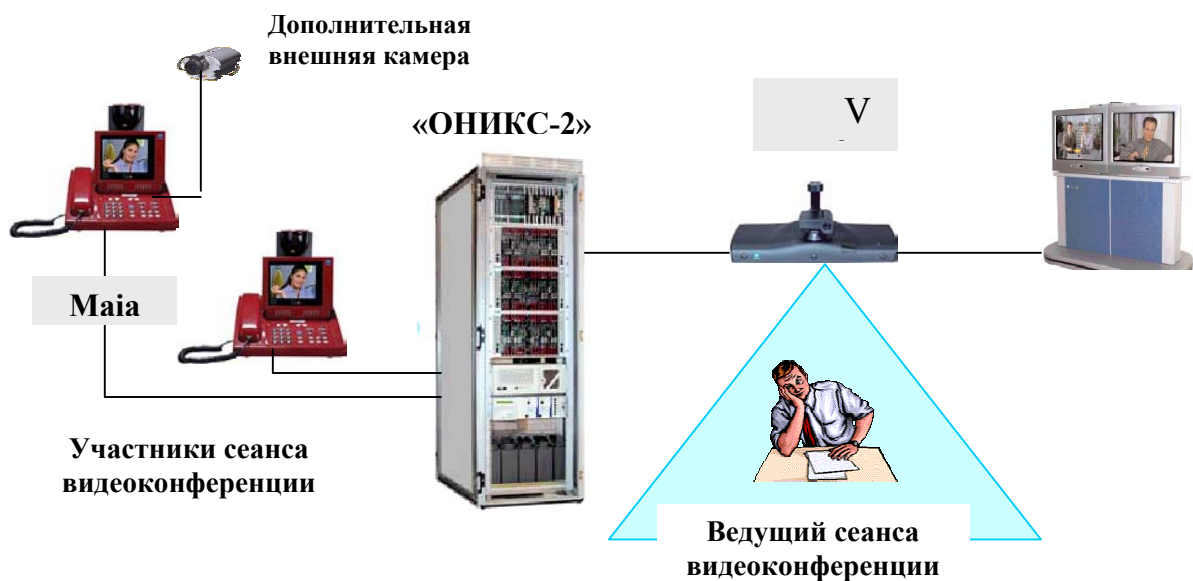 Дополнительная
внешняя камера
«ОНИКС-2»
V
Maia
Участники сеанса
видеоконференции
Ведущий сеанса
видеоконференции